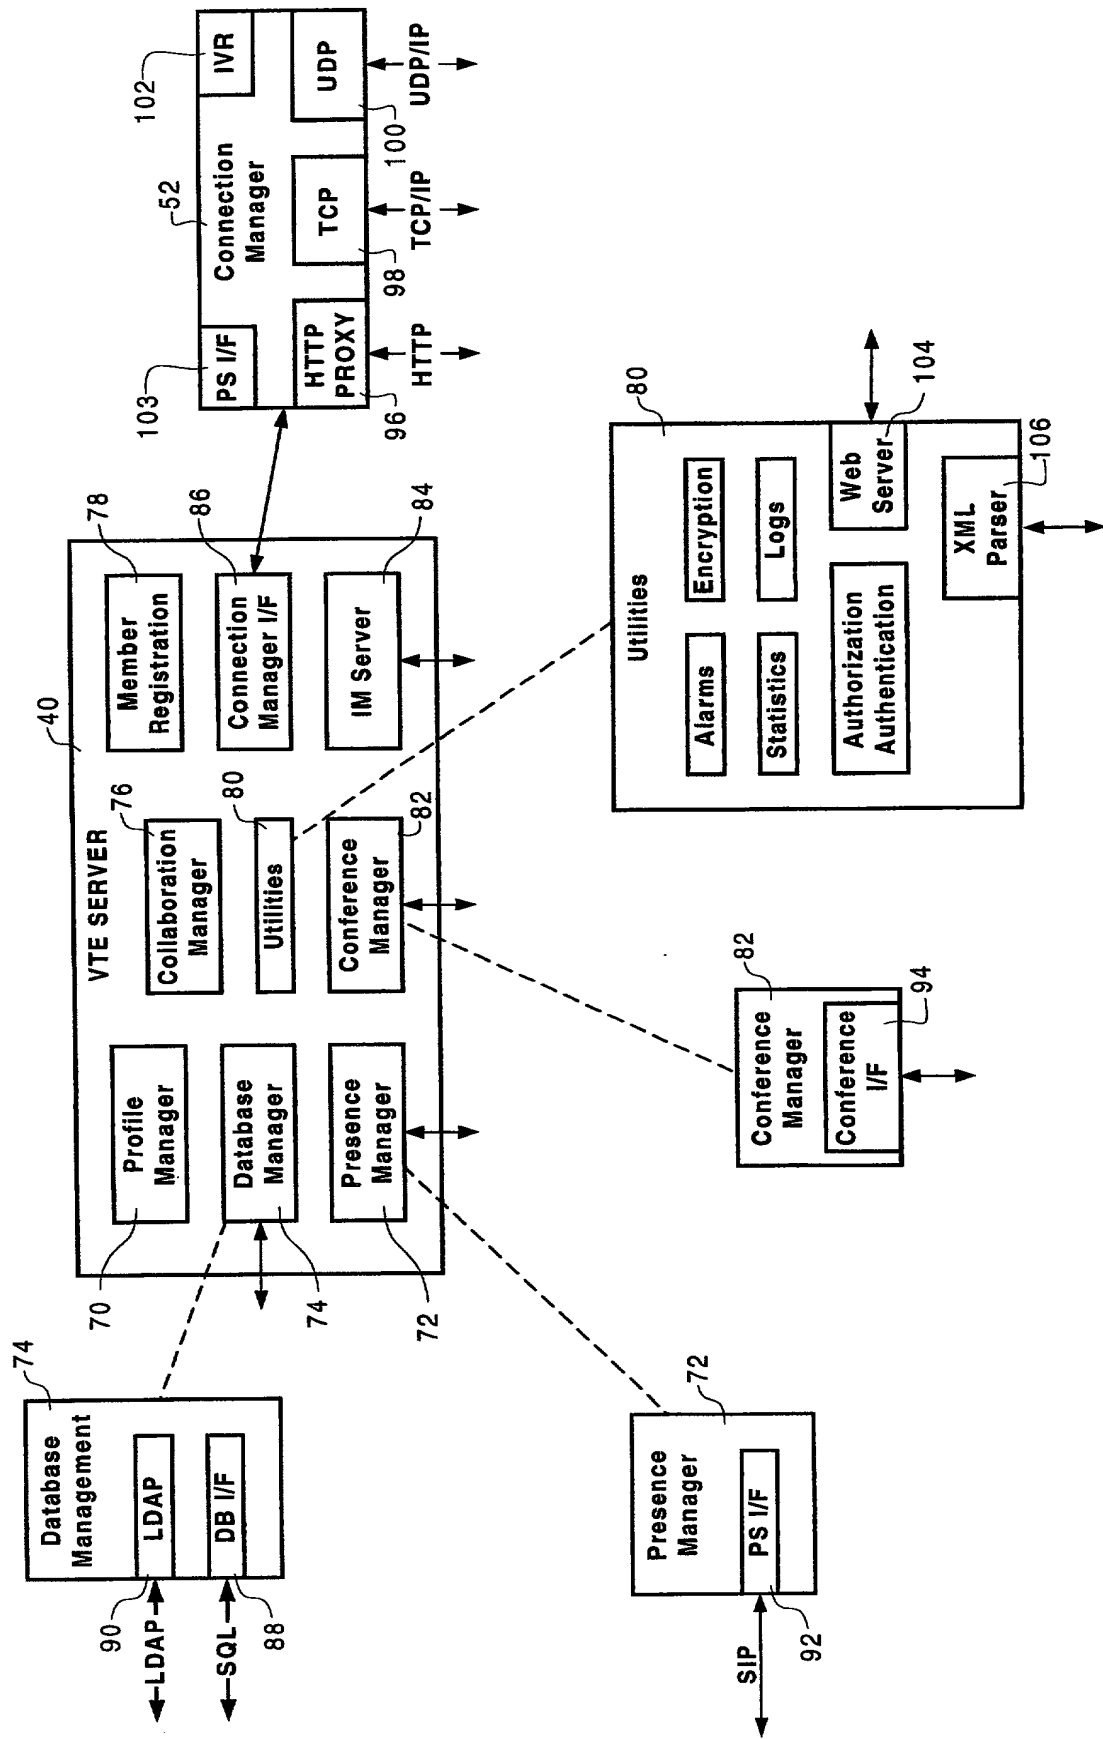 74
Database
Management
LDAP
DB I/F
90
LDAP
SQL
88
40
VTE SERVER
Profile
Manager
70
Database
Manager
74
Presence
Manager
72
76
Collaboration
Manager
80
Utilities
82
Conference
Manager
78
Member
Registration
86
Connection
Manager I/F
84
IM Server
103
PS I/F
52
Connection
Manager
102
IVR
HTTP
PROXY
96
HTTP
TCP
98
TCP/IP
UDP
100
UDP/IP
72
Presence
Manager
PS I/F
92
SIP
82
Conference
Manager
Conference
I/F
94
80
Utilities
Alarms
Encryption
Statistics
Logs
Authorization
Authentication
Web
Server
104
XML
Parser
106